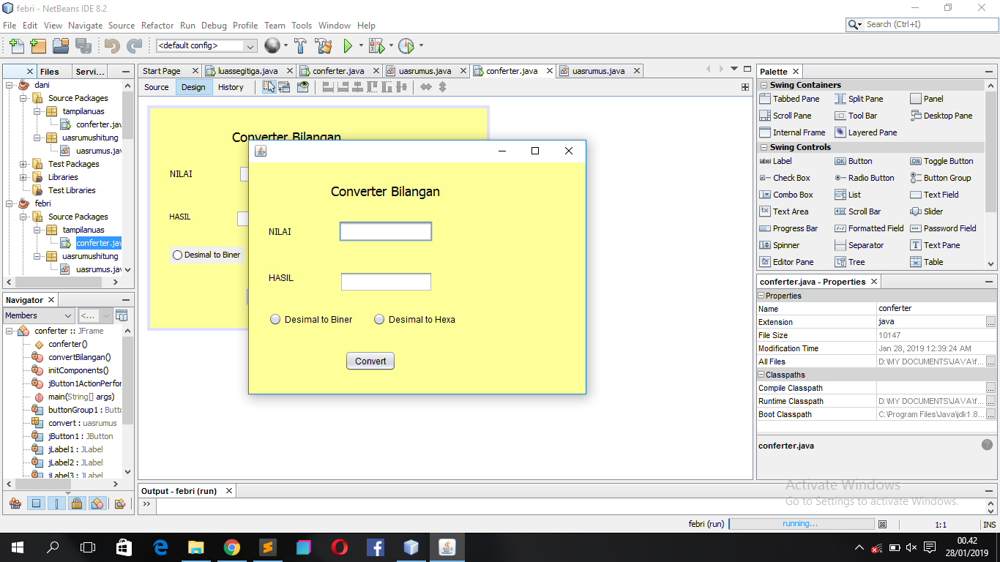 febri - NetBeans IDE 8.2
File Edit View Navigate Source Refactor Run Debug Profile Team Tools Window Help
Search (Ctrl+I)
<default config>
Files Servi...
dani
Source Packages
tampilanuas
conferter.jav
uasrumushitung
uasrumus.jav
Test Packages
Libraries
Test Libraries
febri
Source Packages
tampilanuas
conferter.jav
uasrumushitung
uasrumus.jav
Navigator
Members <...
conferter :: JFrame
conferter()
convertBilangan()
initComponents()
jButton1ActionPerfor
main(String[] args)
buttonGroup1 : Butto
convert : uasrumus
jButton1 : JButton
jLabel1 : JLabel
jLabel2 : JLabel
jLabel3 : JLabel
Start Page luassegitiga.java conferter.java uasrumus.java conferter.java uasrumus.java
Source Design History
Converter Bilangan
NILAI
HASIL
Desimal to Biner
Converter Bilangan
NILAI
HASIL
Desimal to Biner Desimal to Hexa
Convert
Output - febri (run)
Palette
Swing Containers
Tabbed Pane Split Pane Panel
Scroll Pane Tool Bar Desktop Pane
Internal Frame Layered Pane
Swing Controls
Label Button Toggle Button
Check Box Radio Button Button Group
Combo Box List Text Field
Text Area Scroll Bar Slider
Progress Bar Formatted Field Password Field
Spinner Separator Text Pane
Editor Pane Tree Table
conferter.java - Properties
Properties
Name conferter
Extension java
File Size 10147
Modification Time Jan 28, 2019 12:39:24 AM
All Files D:\MY DOCUMENTS\JAVA\f...
Classpaths
Compile Classpath
Runtime Classpath D:\MY DOCUMENTS\JAVA\f...
Boot Classpath C:\Program Files\Java\jdk1.8...
conferter.java
Activate Windows
Go to Settings to activate Windows.
febri (run) running... 1:1 INS
00.42
28/01/2019